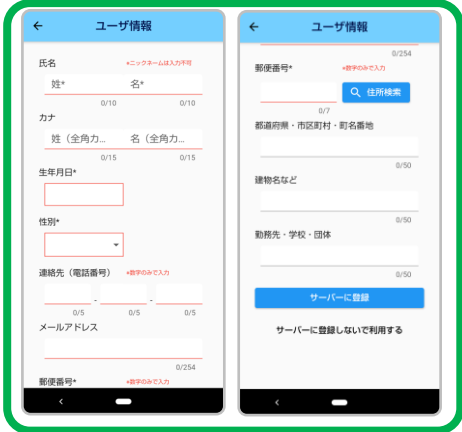 ユーザ情報
氏名 *ニックネームは入力不可
姓* 名*
0/10 0/10
カナ
姓（全角カ... 名（全角カ...
0/15 0/15
生年月日*
性別*
連絡先（電話番号） *数字のみで入力
- -
0/5 0/5 0/5
メールアドレス
0/254
郵便番号* *数字のみで入力
ユーザ情報
0/254
郵便番号* *数字のみで入力
住所検索
0/7
都道府県・市区町村・町名番地
0/50
建物名など
0/50
勤務先・学校・団体
0/50
サーバーに登録
サーバーに登録しないで利用する